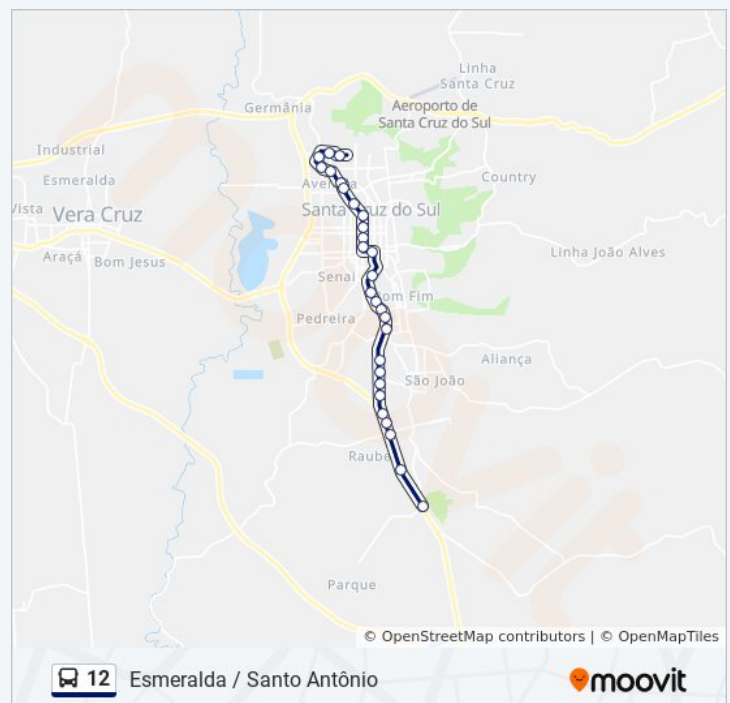 Linha
Santa Cruz
Aeroporto de
Santa Cruz do Sul
Germânia
Industrial
Esmeralda
Country
Avenida
Vista
Vera Cruz
Santa Cruz do Sul
Araçá
Bom Jesus
Linha João Alves
Senai
Bom Fim
Pedreira
Aliança
São João
Raube
Parque
© OpenStreetMap contributors | © OpenMapTiles
12 Esmeralda / Santo Antônio
moovit
moovit